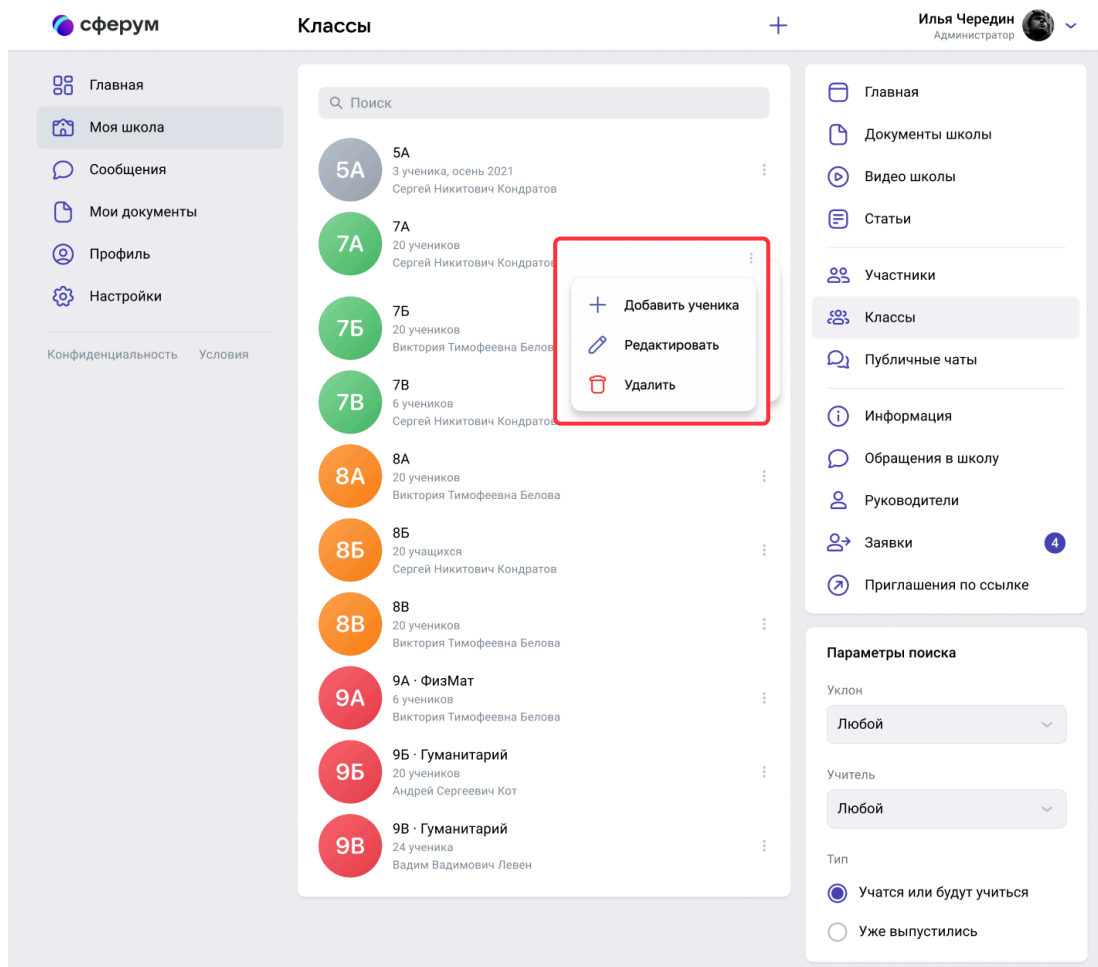 сферум
Классы
Илья Чередин
Администратор
Главная
Моя школа
Сообщения
Мои документы
Профиль
Настройки
Конфиденциальность Условия
Поиск
5А
5А
3 ученика, осень 2021
Сергей Никитович Кондратов
7А
7А
20 учеников
Сергей Никитович Кондратов
7Б
7Б
20 учеников
Виктория Тимофеевна Белов
7В
7В
6 учеников
Сергей Никитович Кондратов
8А
8А
20 учеников
Виктория Тимофеевна Белова
8Б
8Б
20 учащихся
Сергей Никитович Кондратов
8В
8В
20 учеников
Виктория Тимофеевна Белова
9А
9А · ФизМат
6 учеников
Виктория Тимофеевна Белова
9Б
9Б · Гуманитарий
20 учеников
Андрей Сергеевич Кот
9В
9В · Гуманитарий
24 ученика
Вадим Вадимович Левен
Добавить ученика
Редактировать
Удалить
Главная
Документы школы
Видео школы
Статьи
Участники
Классы
Публичные чаты
Информация
Обращения в школу
Руководители
Заявки 4
Приглашения по ссылке
Параметры поиска
Уклон
Любой
Учитель
Любой
Тип
Учатся или будут учиться
Уже выпустились